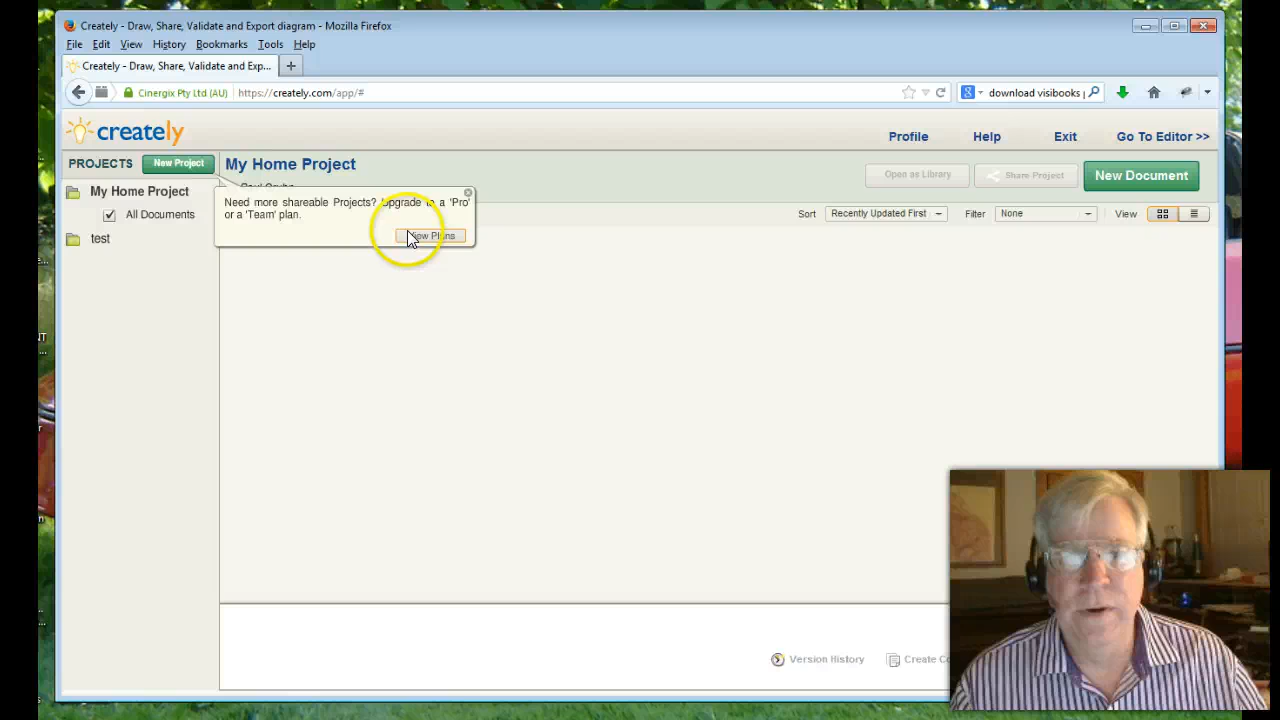 Creately - Draw, Share, Validate and Export diagram - Mozilla Firefox
File Edit View History Bookmarks Tools Help
Creately - Draw, Share, Validate and Exp... +
Cinergix Pty Ltd (AU) https://creately.com/app/# 8 download visibooks
creately Profile Help Exit Go To Editor >>
PROJECTS New Project My Home Project Open as Library Share Project New Document
My Home Project
Need more shareable Projects? Upgrade to a 'Pro'
or a 'Team' plan.
View Plans
All Documents
test
Sort Recently Updated First Filter None View
Version History Create